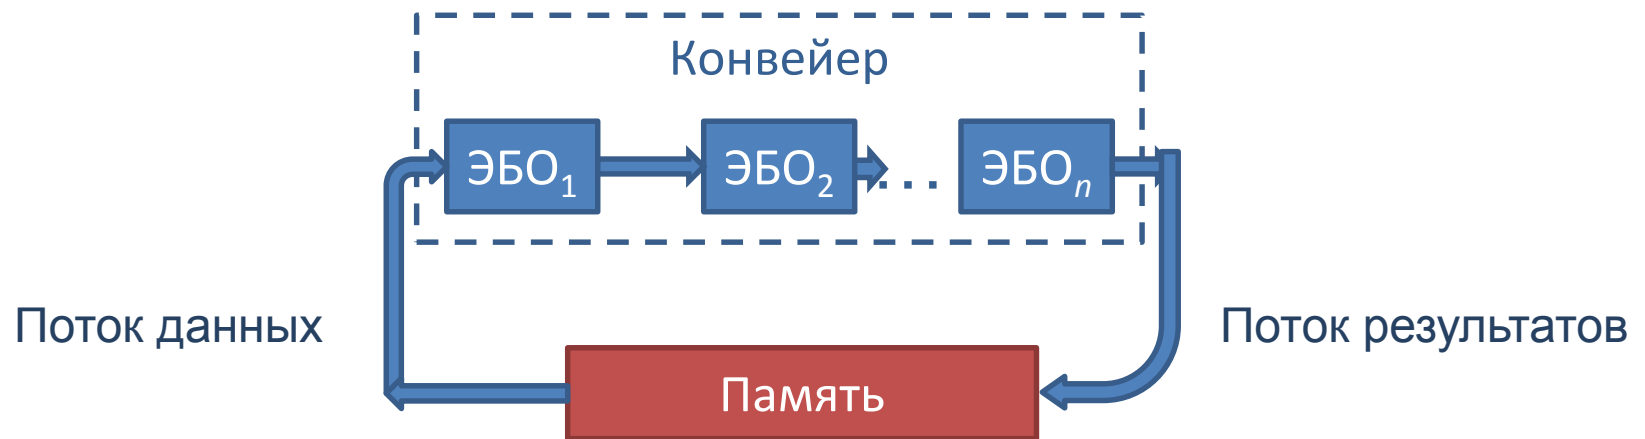 Конвейер
ЭБО1
ЭБО2
...
ЭБОn
Поток данных
Поток результатов
Память